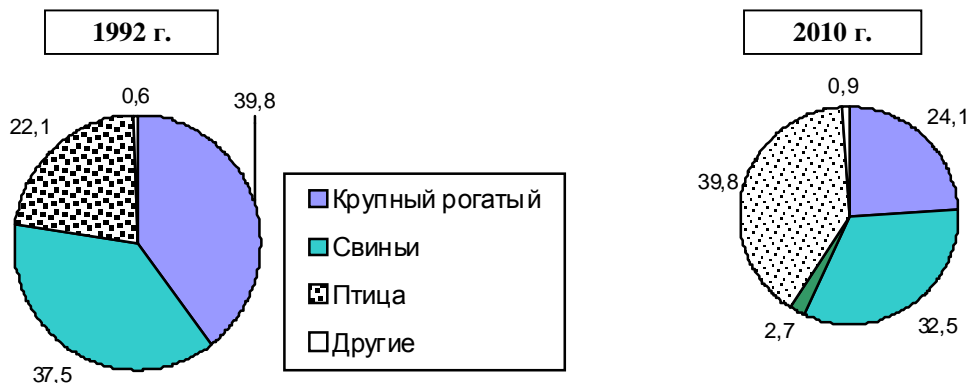 1992 г.
2010 г.
0,6
39,8
22,1
37,5
Крупный рогатый
Свиньи
Птица
Другие
0,9
24,1
39,8
2,7
32,5